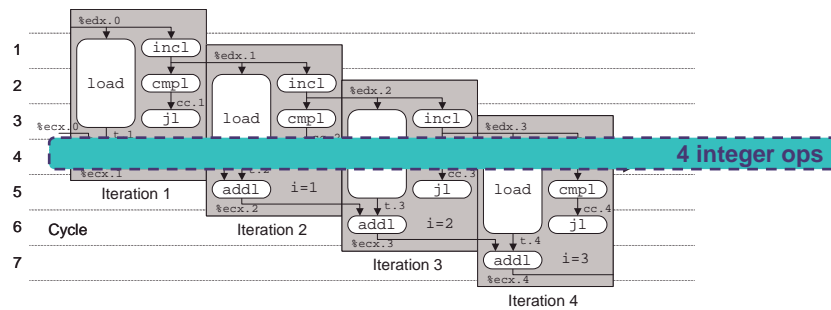 %edx.0
1
incl
%edx.1
load
cmpl
incl
2
cc.1
load
%edx.2
jl
cmpl
incl
3
%ecx.0
t.1
%edx.3
4
4 integer ops
%ecx.1
t.2
cc.3
load
addl
i=1
jl
cmpl
5
Iteration 1
%ecx.2
t.3
cc.4
6
Cycle
Iteration 2
addl
i=2
jl
%ecx.3
t.4
7
Iteration 3
addl
i=3
%ecx.4
Iteration 4